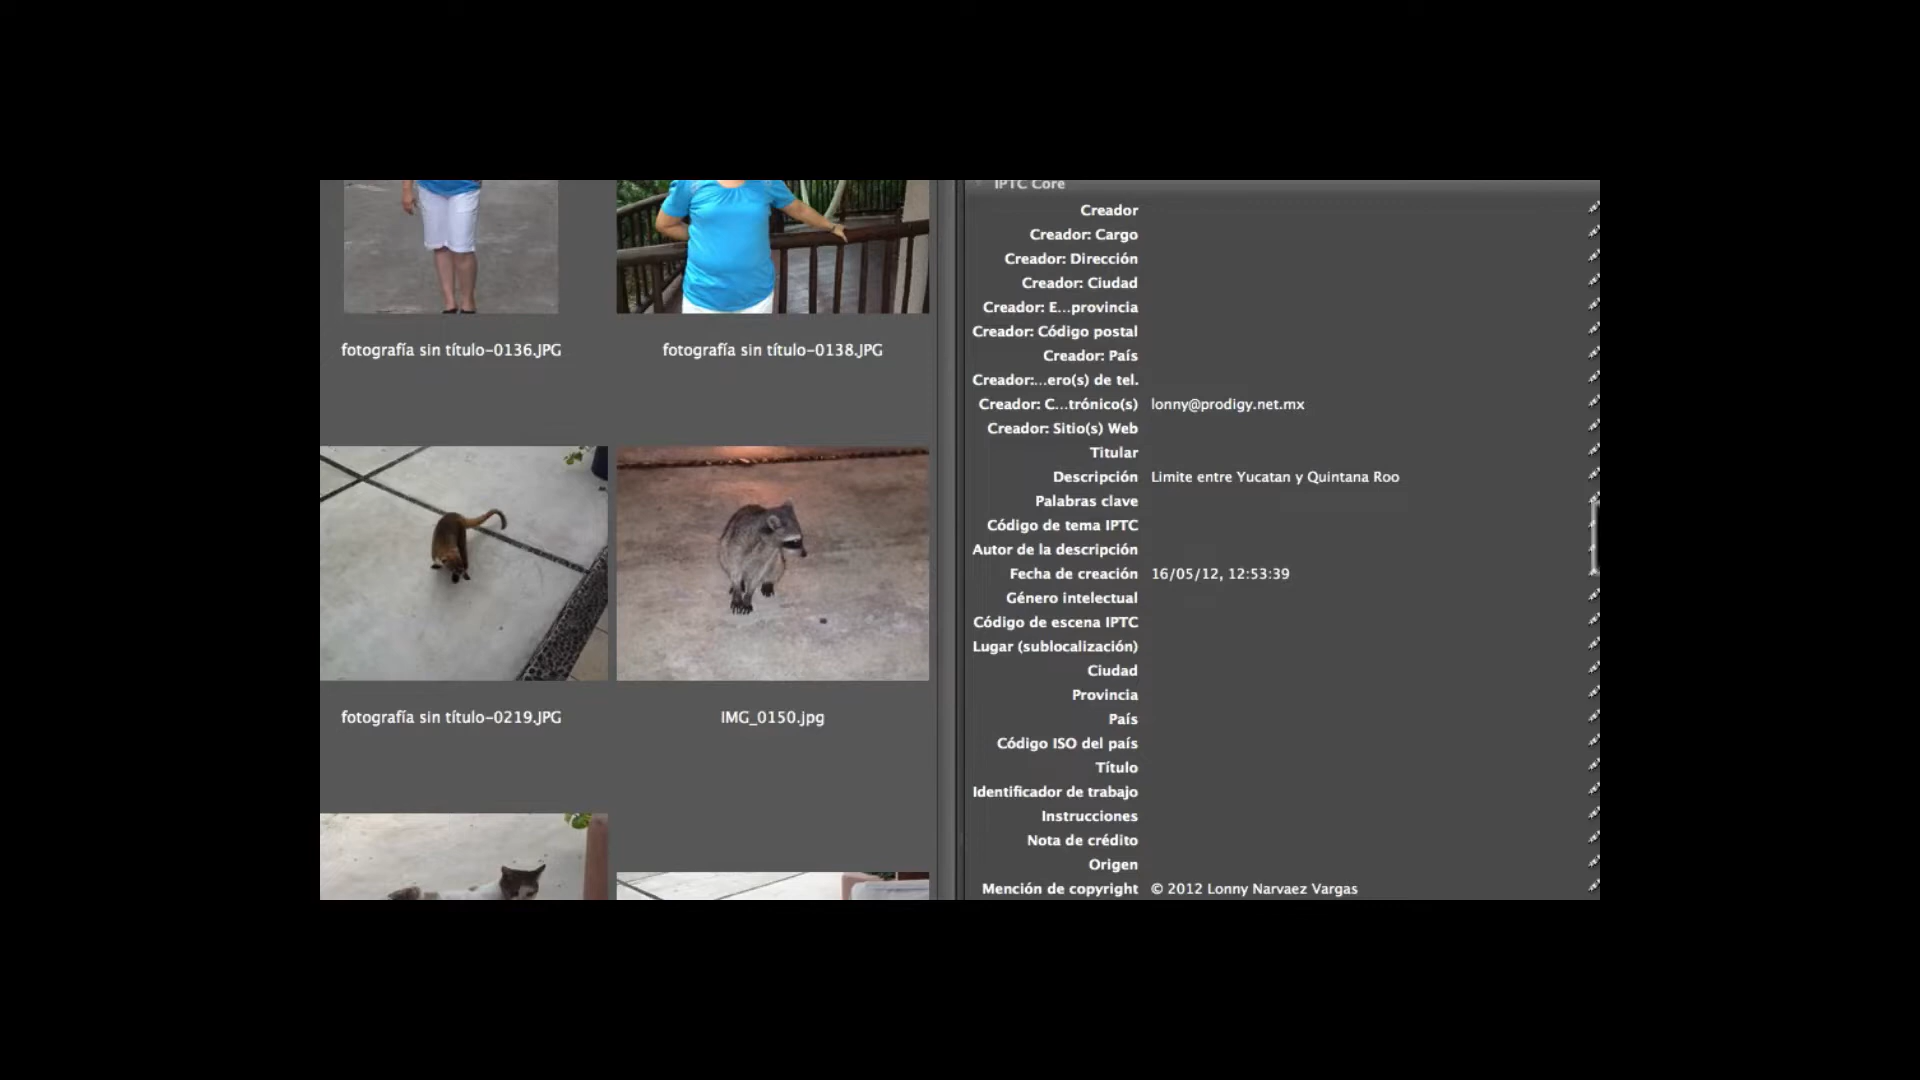 IPTC Core
Creador
Creador: Cargo
Creador: Dirección
Creador: Ciudad
Creador: E...provincia
Creador: Código postal
Creador: País
Creador:...ero(s) de tel.
Creador: C...trónico(s) lonny@prodigy.net.mx
Creador: Sitio(s) Web
Titular
Descripción Limite entre Yucatan y Quintana Roo
Palabras clave
Código de tema IPTC
Autor de la descripción
Fecha de creación 16/05/12, 12:53:39
Género intelectual
Código de escena IPTC
Lugar (sublocalización)
Ciudad
Provincia
País
Código ISO del país
Título
Identificador de trabajo
Instrucciones
Nota de crédito
Origen
Mención de copyright © 2012 Lonny Narvaez Vargas
fotografía sin título-0136.JPG
fotografía sin título-0138.JPG
fotografía sin título-0219.JPG
IMG_0150.jpg